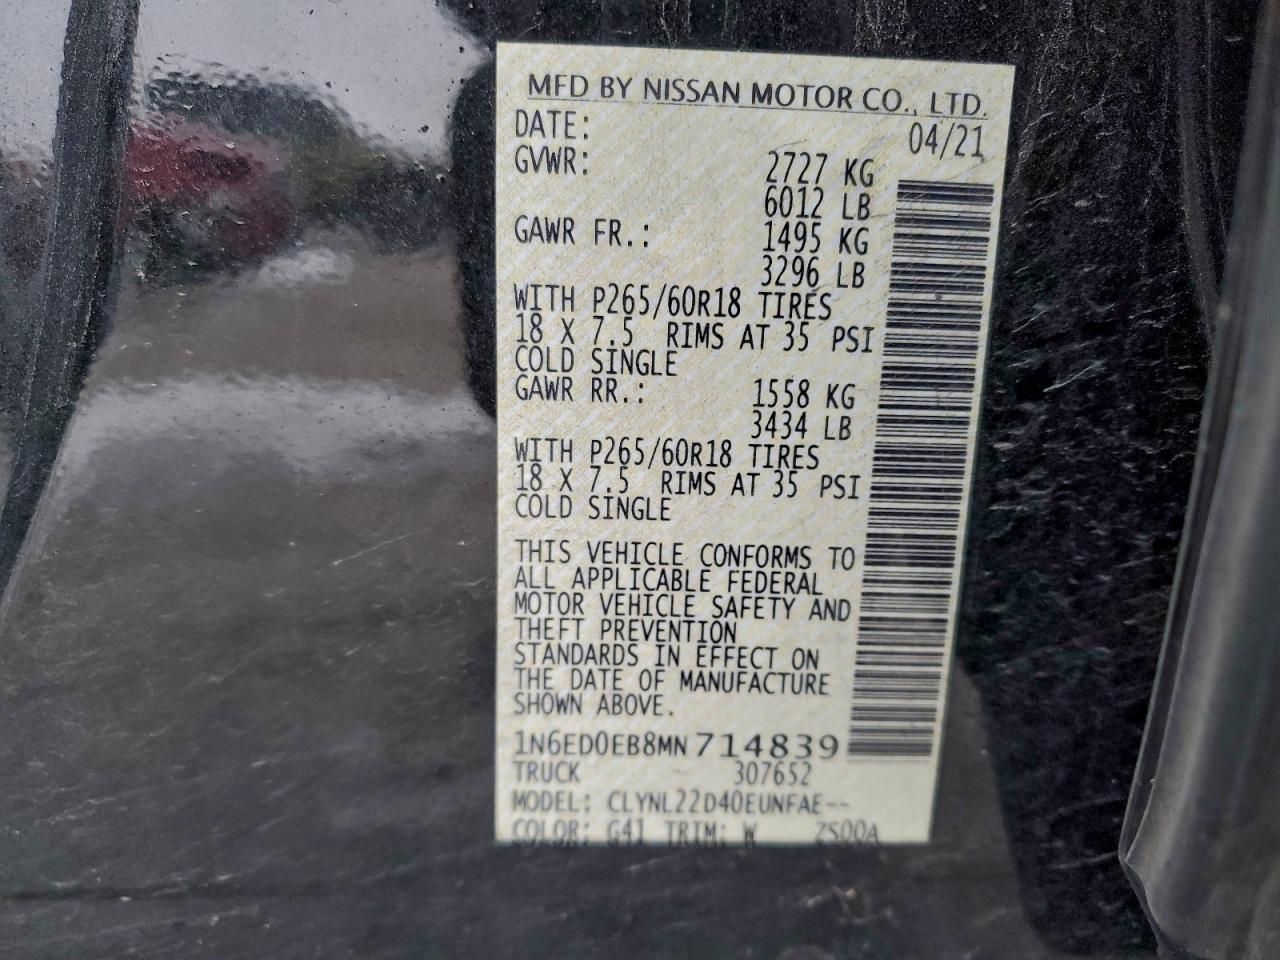 MFD BY NISSAN MOTOR CO., LTD.
DATE: 04/21
GVWR: 2727 KG
6012 LB
GAWR FR.: 1495 KG
3296 LB
WITH P265/60R18 TIRES
18 X 7.5 RIMS AT 35 PSI
COLD SINGLE
GAWR RR.: 1558 KG
3434 LB
WITH P265/60R18 TIRES
18 X 7.5 RIMS AT 35 PSI
COLD SINGLE
THIS VEHICLE CONFORMS TO
ALL APPLICABLE FEDERAL
MOTOR VEHICLE SAFETY AND
THEFT PREVENTION
STANDARDS IN EFFECT ON
THE DATE OF MANUFACTURE
SHOWN ABOVE.
1N6ED0EB8MN714839
TRUCK 307652
MODEL: CLYNL22D40EUNFAE--
COLOR: G41 TRIM: W ZS00A